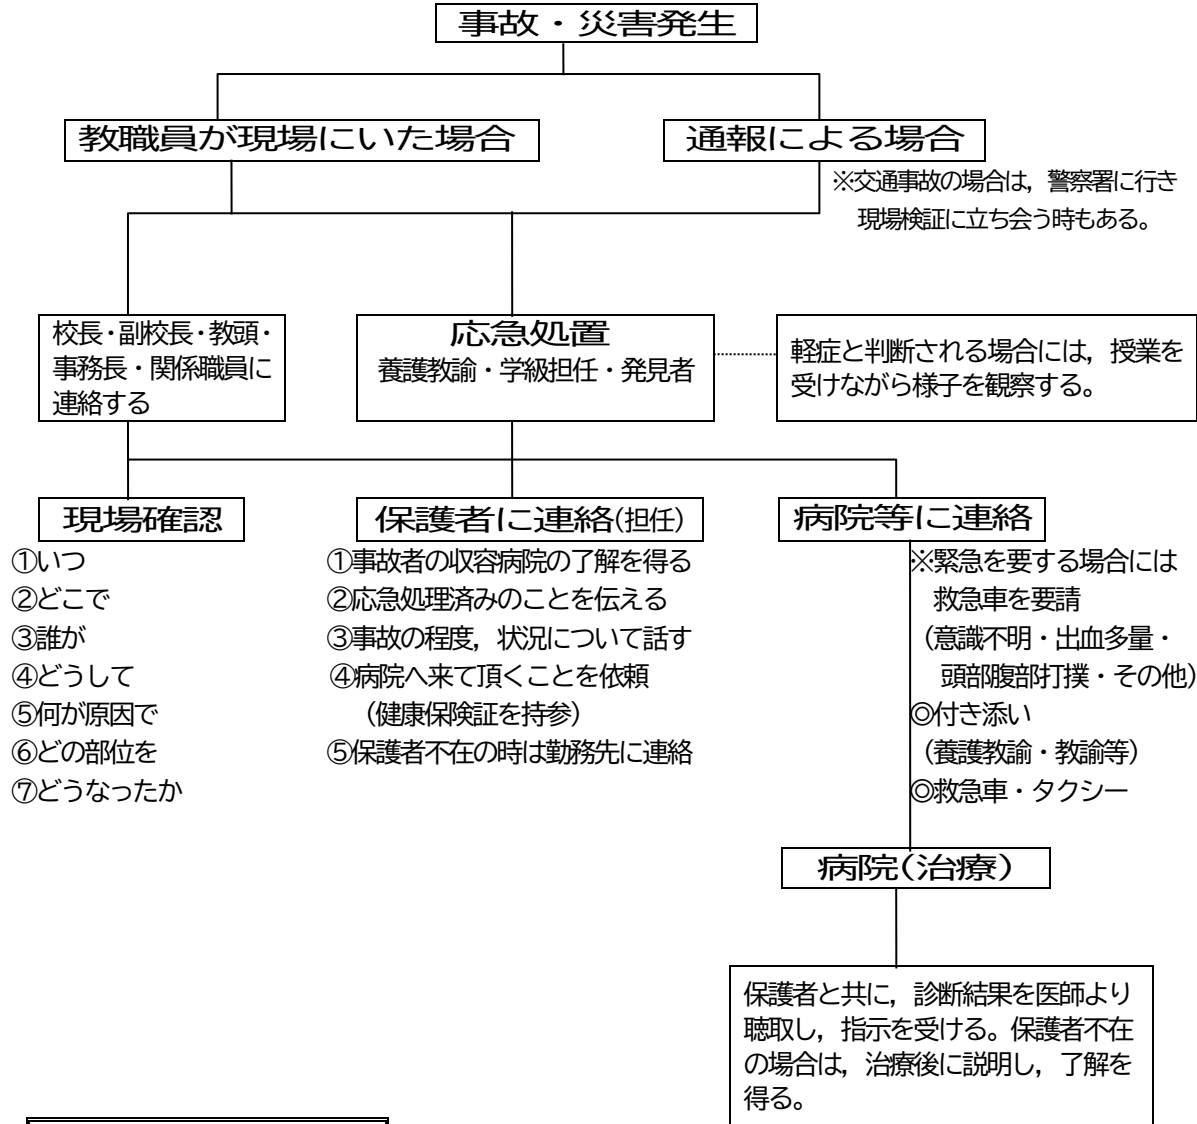 事故・災害発生
教職員が現場にいた場合
通報による場合
※交通事故の場合は，警察署に行き
現場検証に立ち会う時もある。
校長・副校長・教頭・
事務長・関係職員に
連絡する
応急処置
養護教諭・学級担任・発見者
軽症と判断される場合には，授業を
受けながら様子を観察する。
現場確認
①いつ
②どこで
③誰が
④どうして
⑤何が原因で
⑥どの部位を
⑦どうなったか
保護者に連絡(担任)
①事故者の収容病院の了解を得る
②応急処理済みのことを伝える
③事故の程度，状況について話す
④病院へ来て頂くことを依頼
（健康保険証を持参）
⑤保護者不在の時は勤務先に連絡
病院等に連絡
※緊急を要する場合には
救急車を要請
（意識不明・出血多量・
頭部腹部打撲・その他）
◎付き添い
（養護教諭・教諭等）
◎救急車・タクシー
病院（治療）
保護者と共に，診断結果を医師より
聴取し，指示を受ける。保護者不在
の場合は，治療後に説明し，了解を
得る。